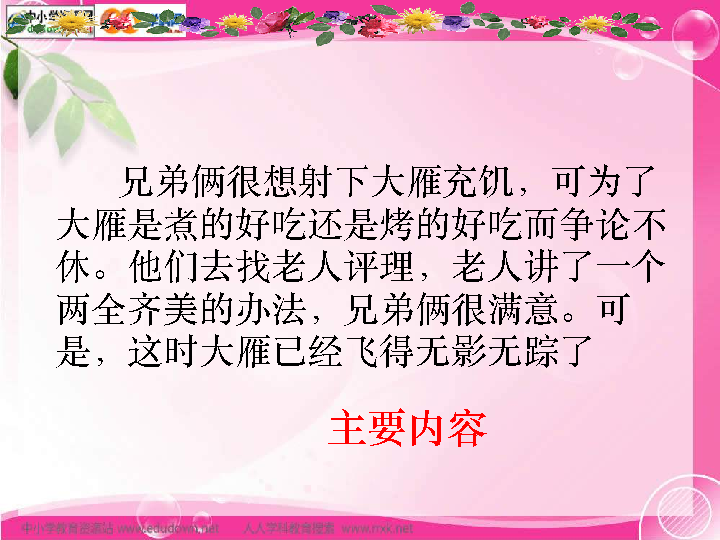 兄弟俩很想射下大雁充饥，可为了
大雁是煮的好吃还是烤的好吃而争论不
休。他们去找老人评理，老人讲了一个
两全齐美的办法，兄弟俩很满意。可
是，这时大雁已经飞得无影无踪了
主要内容
中小学教育资源站 www.edudown.net 人人学科教育搜索 www.rrxk.net